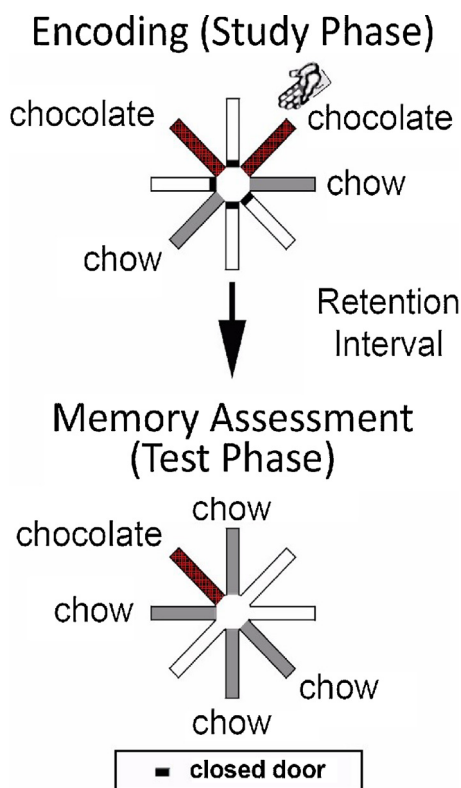 Encoding (Study Phase)
chocolate
chocolate
chow
chow
Retention
Interval
Memory Assessment
(Test Phase)
chow
chocolate
chow
chow
chow
closed door